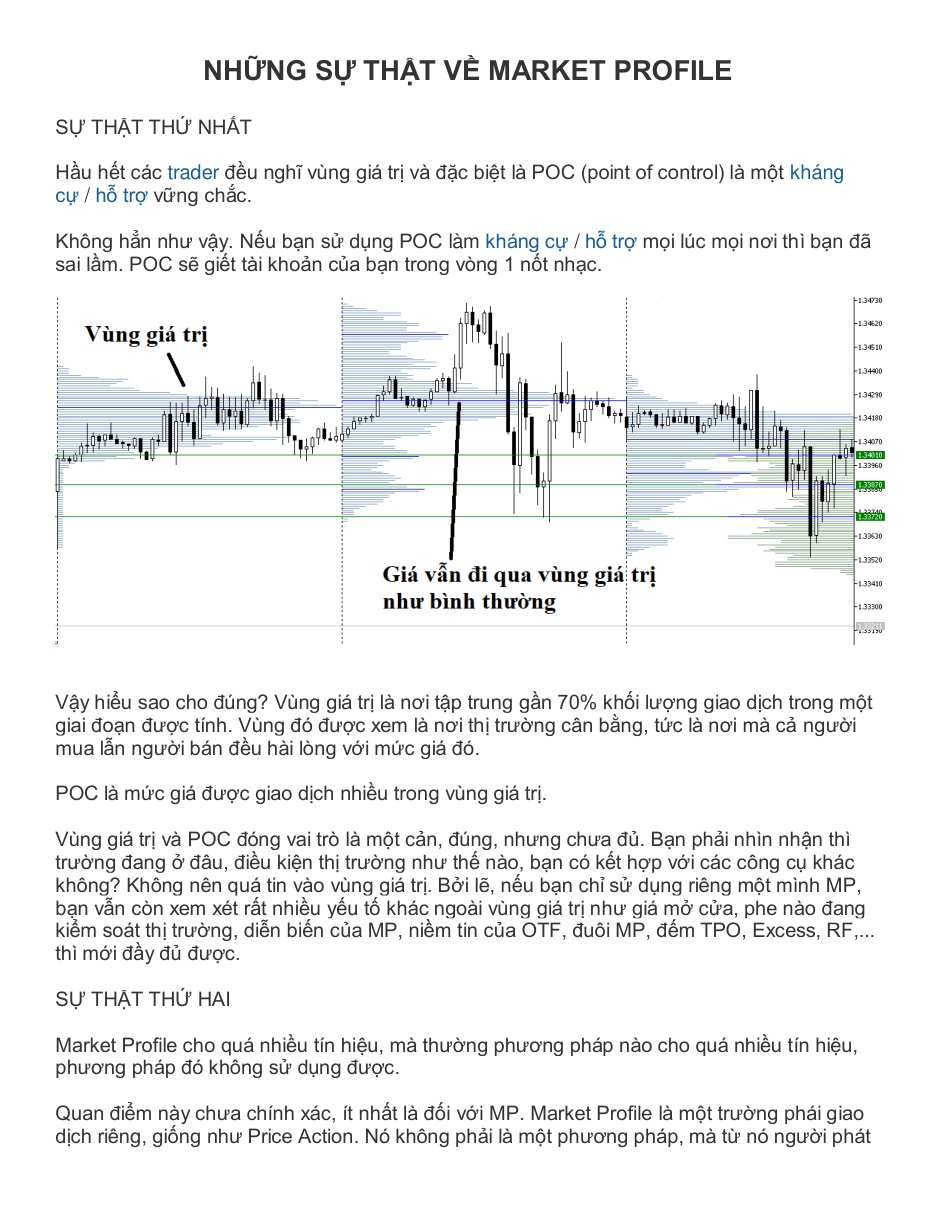 NHỮNG SỰ THẬT VỀ MARKET PROFILE
SỰ THẬT THỨ NHẤT
Hầu hết các trader đều nghĩ vùng giá trị và đặc biệt là POC (point of control) là một kháng
cự / hỗ trợ vững chắc.
Không hẳn như vậy. Nếu bạn sử dụng POC làm kháng cự / hỗ trợ mọi lúc mọi nơi thì bạn đã
sai lầm. POC sẽ giết tài khoản của bạn trong vòng 1 nốt nhạc.
Vùng giá trị
Giá vẫn đi qua vùng giá trị
như bình thường
1.34730
1.34620
1.34510
1.34400
1.34290
1.34180
1.34070
1.34010
1.33960
1.33870
1.33720
1.33630
1.33520
1.33410
1.33300
1.33190
Vậy hiểu sao cho đúng? Vùng giá trị là nơi tập trung gần 70% khối lượng giao dịch trong một
giai đoạn được tính. Vùng đó được xem là nơi thị trường cân bằng, tức là nơi mà cả người
mua lẫn người bán đều hài lòng với mức giá đó.
POC là mức giá được giao dịch nhiều trong vùng giá trị.
Vùng giá trị và POC đóng vai trò là một cản, đúng, nhưng chưa đủ. Bạn phải nhìn nhận thì
trường đang ở đâu, điều kiện thị trường như thế nào, bạn có kết hợp với các công cụ khác
không? Không nên quá tin vào vùng giá trị. Bởi lẽ, nếu bạn chỉ sử dụng riêng một mình MP,
bạn vẫn còn xem xét rất nhiều yếu tố khác ngoài vùng giá trị như giá mở cửa, phe nào đang
kiểm soát thị trường, diễn biến của MP, niềm tin của OTF, đuôi MP, đếm TPO, Excess, RF,...
thì mới đầy đủ được.
SỰ THẬT THỨ HAI
Market Profile cho quá nhiều tín hiệu, mà thường phương pháp nào cho quá nhiều tín hiệu,
phương pháp đó không sử dụng được.
Quan điểm này chưa chính xác, ít nhất là đối với MP. Market Profile là một trường phái giao
dịch riêng, giống như Price Action. Nó không phải là một phương pháp, mà từ nó người phát